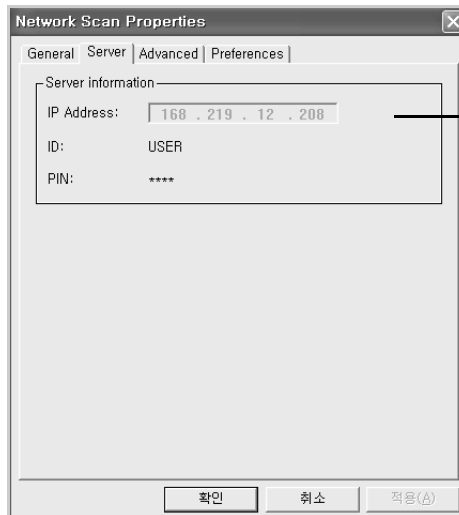 Network Scan Properties
General Server Advanced Preferences
Server information
IP Address: 168 . 219 . 12 . 208
ID: USER
PIN: ****
확인 취소 적용(A)